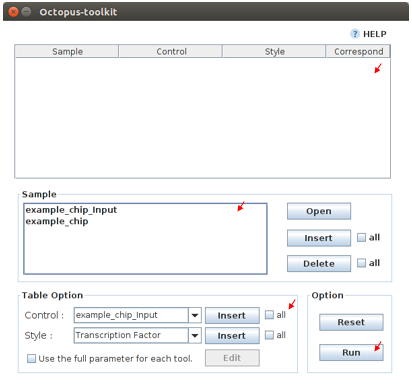 Octopus-toolkit
? HELP
Sample Control Style Correspond
Sample
example_chip_Input
example_chip
Open
Insert all
Delete all
Table Option
Control : example_chip_Input Insert all
Style : Transcription Factor Insert all
Use the full parameter for each tool. Edit
Option
Reset
Run